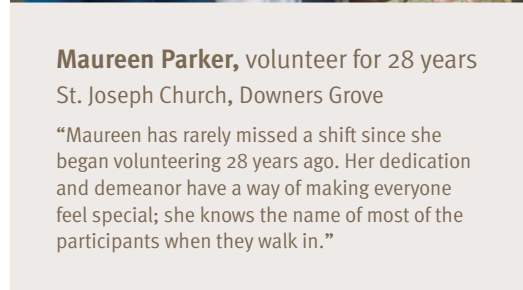 Maureen Parker, volunteer for 28 years
St. Joseph Church, Downers Grove
“Maureen has rarely missed a shift since she
began volunteering 28 years ago. Her dedication
and demeanor have a way of making everyone
feel special; she knows the name of most of the
participants when they walk in.”